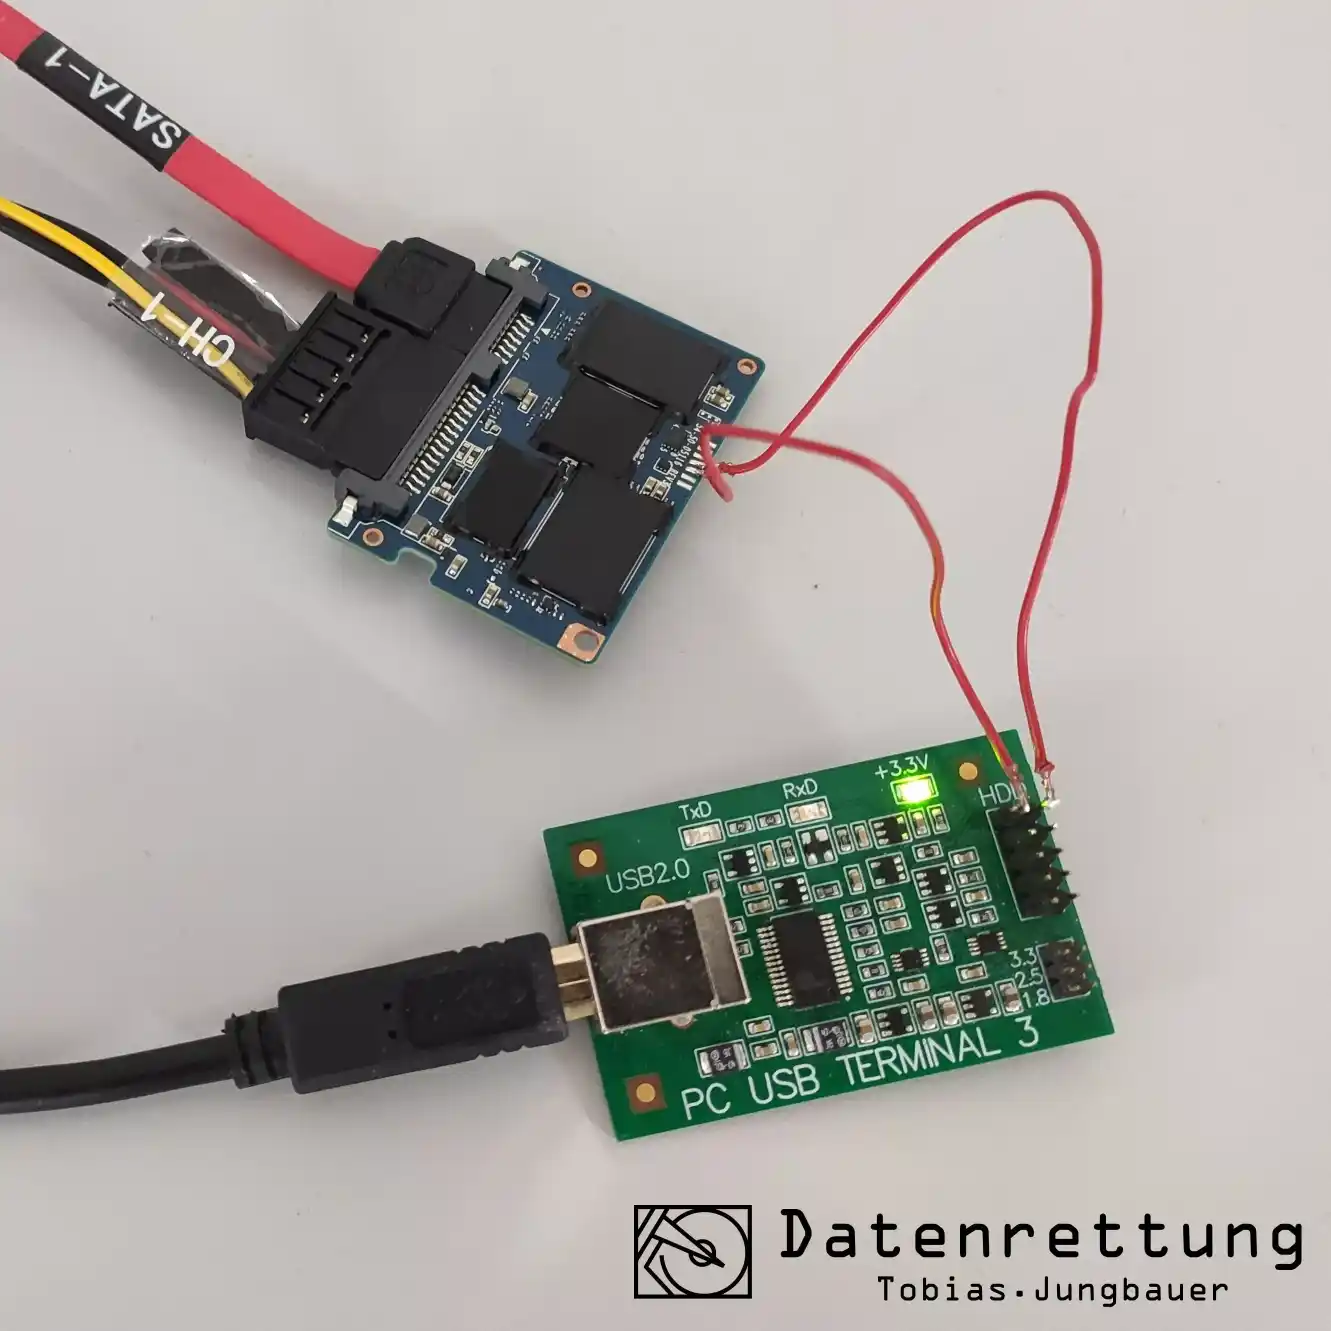 SATA-1
CH-1
+3.3V
RxD
TxD
USB2.0
3.3
2.5
1.8
PC USB TERMINAL 3
Datenrettung
Tobias.Jungbauer